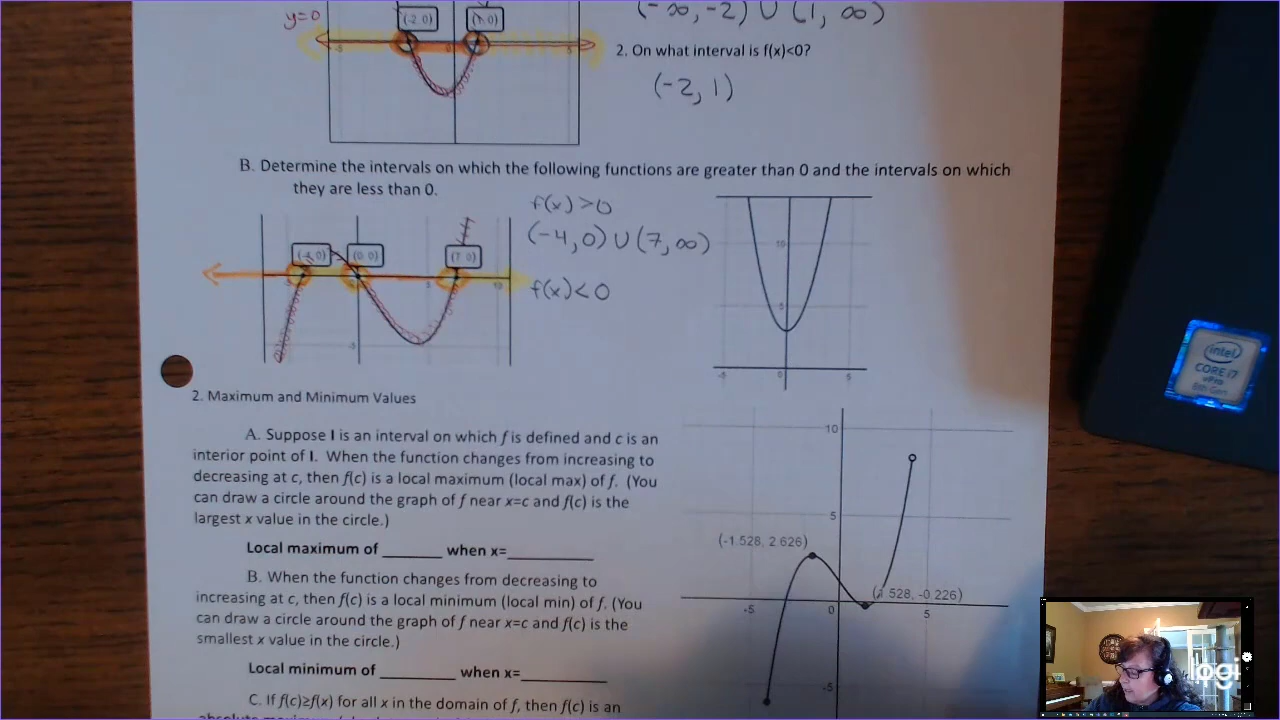 y=0
(-2, 0)
(1, 0)
(-∞, -2) ∪ (1, ∞)
2. On what interval is f(x)<0?
(-2, 1)
B. Determine the intervals on which the following functions are greater than 0 and the intervals on which
they are less than 0.
f(x)>0
(-4,0) ∪ (7,∞)
(-4, 0)
(0, 0)
(7, 0)
f(x)<0
10
-5
10
5
0
5
2. Maximum and Minimum Values
A. Suppose I is an interval on which f is defined and c is an
interior point of I. When the function changes from increasing to
decreasing at c, then f(c) is a local maximum (local max) of f. (You
can draw a circle around the graph of f near x=c and f(c) is the
largest x value in the circle.)
Local maximum of ______ when x=_________
B. When the function changes from decreasing to
increasing at c, then f(c) is a local minimum (local min) of f. (You
can draw a circle around the graph of f near x=c and f(c) is the
smallest x value in the circle.)
Local minimum of ________ when x=_________
C. If f(c)≥f(x) for all x in the domain of f, then f(c) is an
10
5
(-1.528, 2.626)
(1.528, -0.226)
-5
0
5
-5
intel
CORE i7
vPro
8th Gen
logi